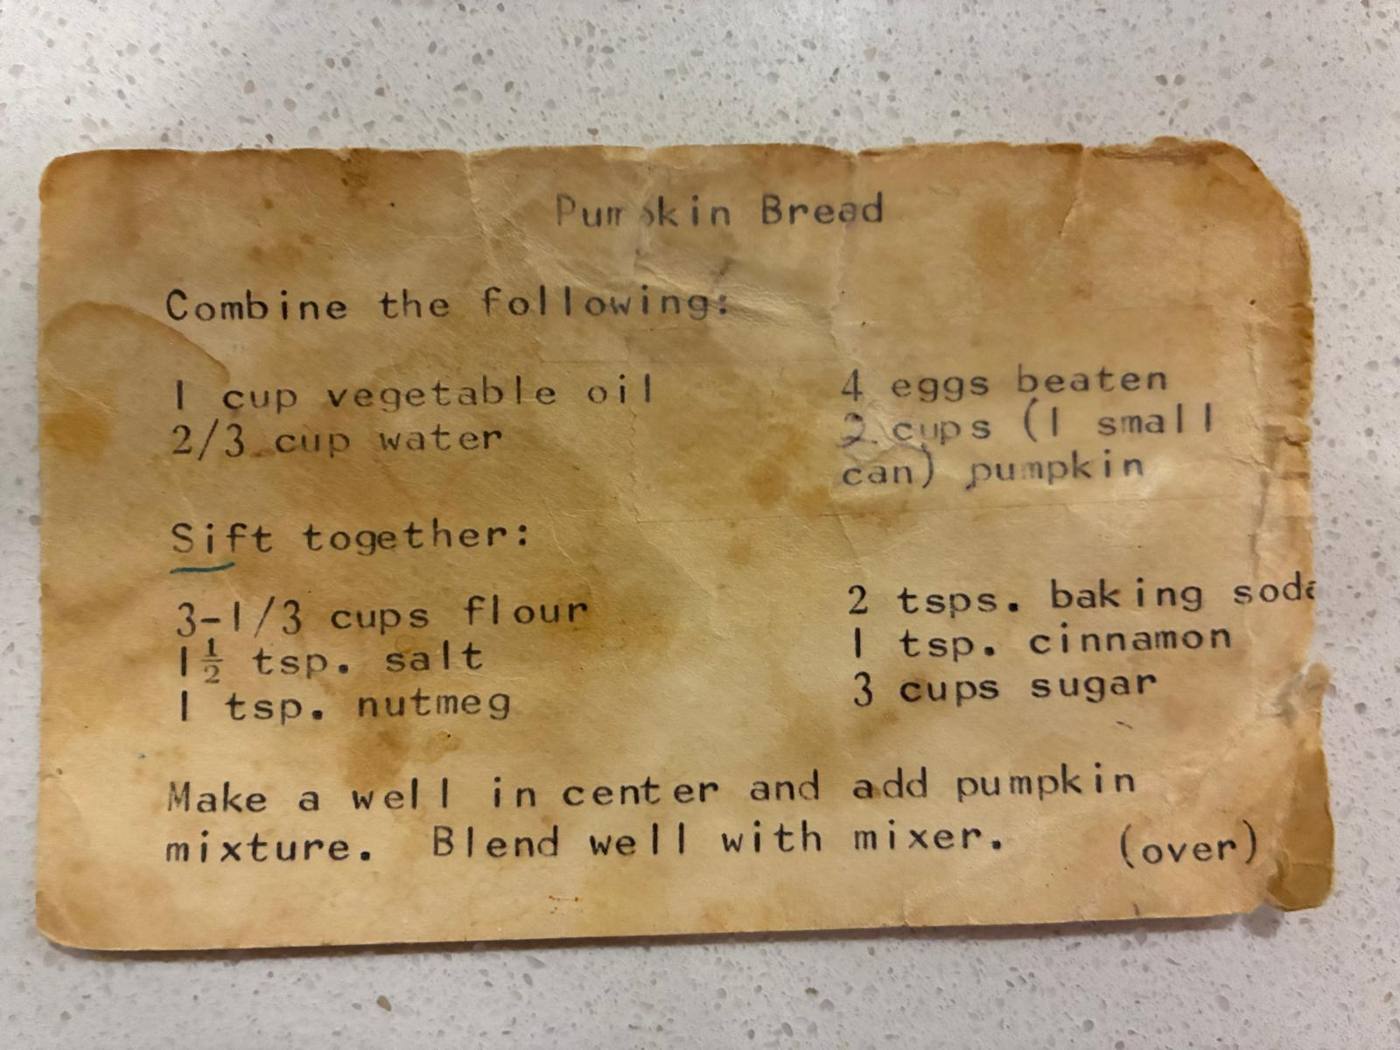 Pumpkin Bread
Combine the following:
1 cup vegetable oil
2/3 cup water
4 eggs beaten
2 cups (1 small
can) pumpkin
Sift together:
3-1/3 cups flour
1½ tsp. salt
1 tsp. nutmeg
2 tsps. baking soda
1 tsp. cinnamon
3 cups sugar
Make a well in center and add pumpkin
mixture. Blend well with mixer. (over)